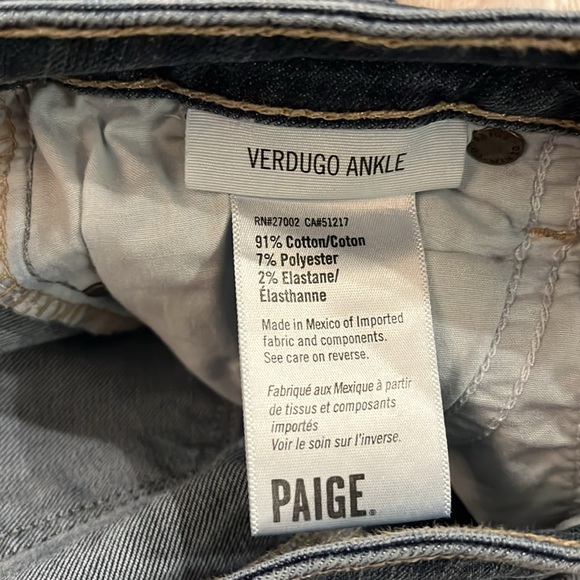 VERDUGO ANKLE
RN#27002 CA#51217
91% Cotton/Coton
7% Polyester
2% Elastane/
Élasthanne
Made in Mexico of Imported
fabric and components.
See care on reverse.
Fabriqué aux Mexique à partir
de tissus et composants
importés
Voir le soin sur l'inverse.
PAIGE®